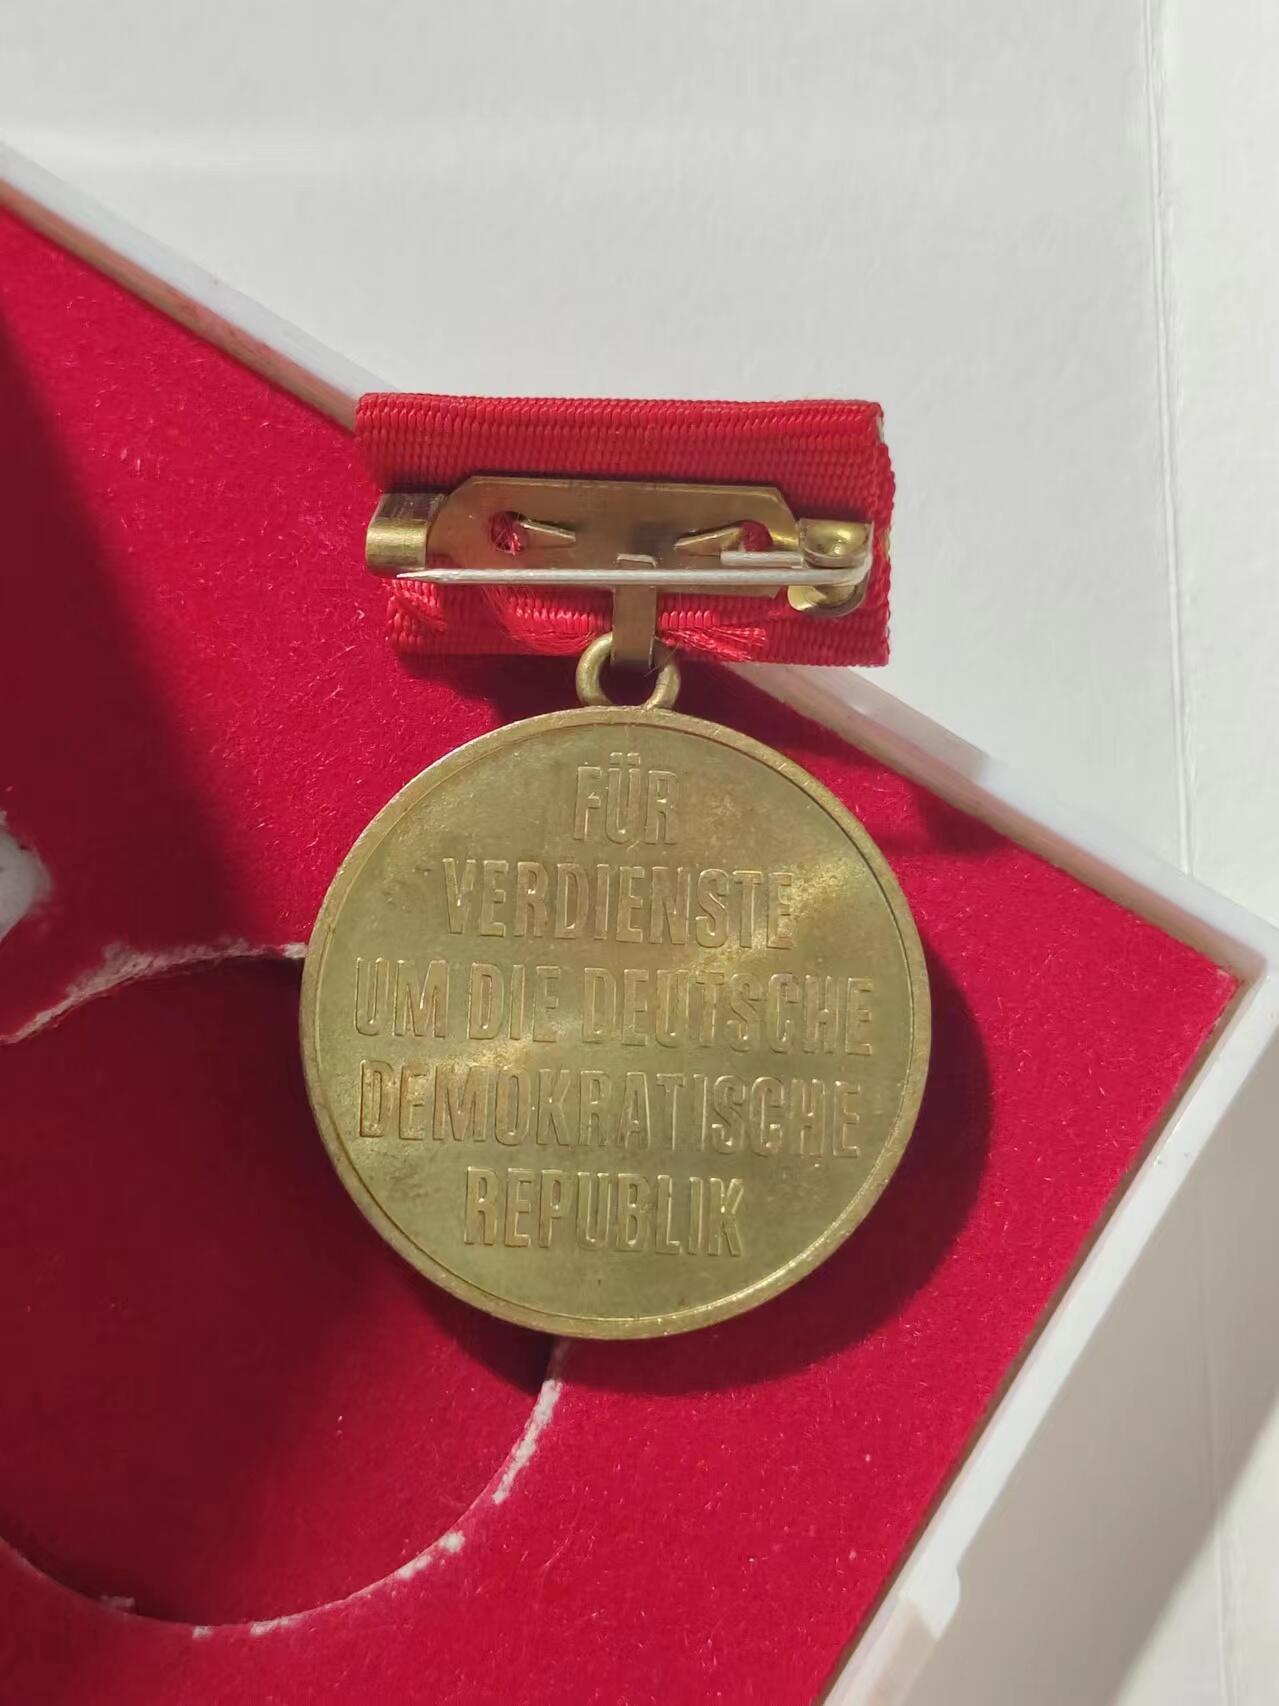 FÜR
VERDIENSTE
UM DIE DEUTSCHE
DEMOKRATISCHE
REPUBLIK